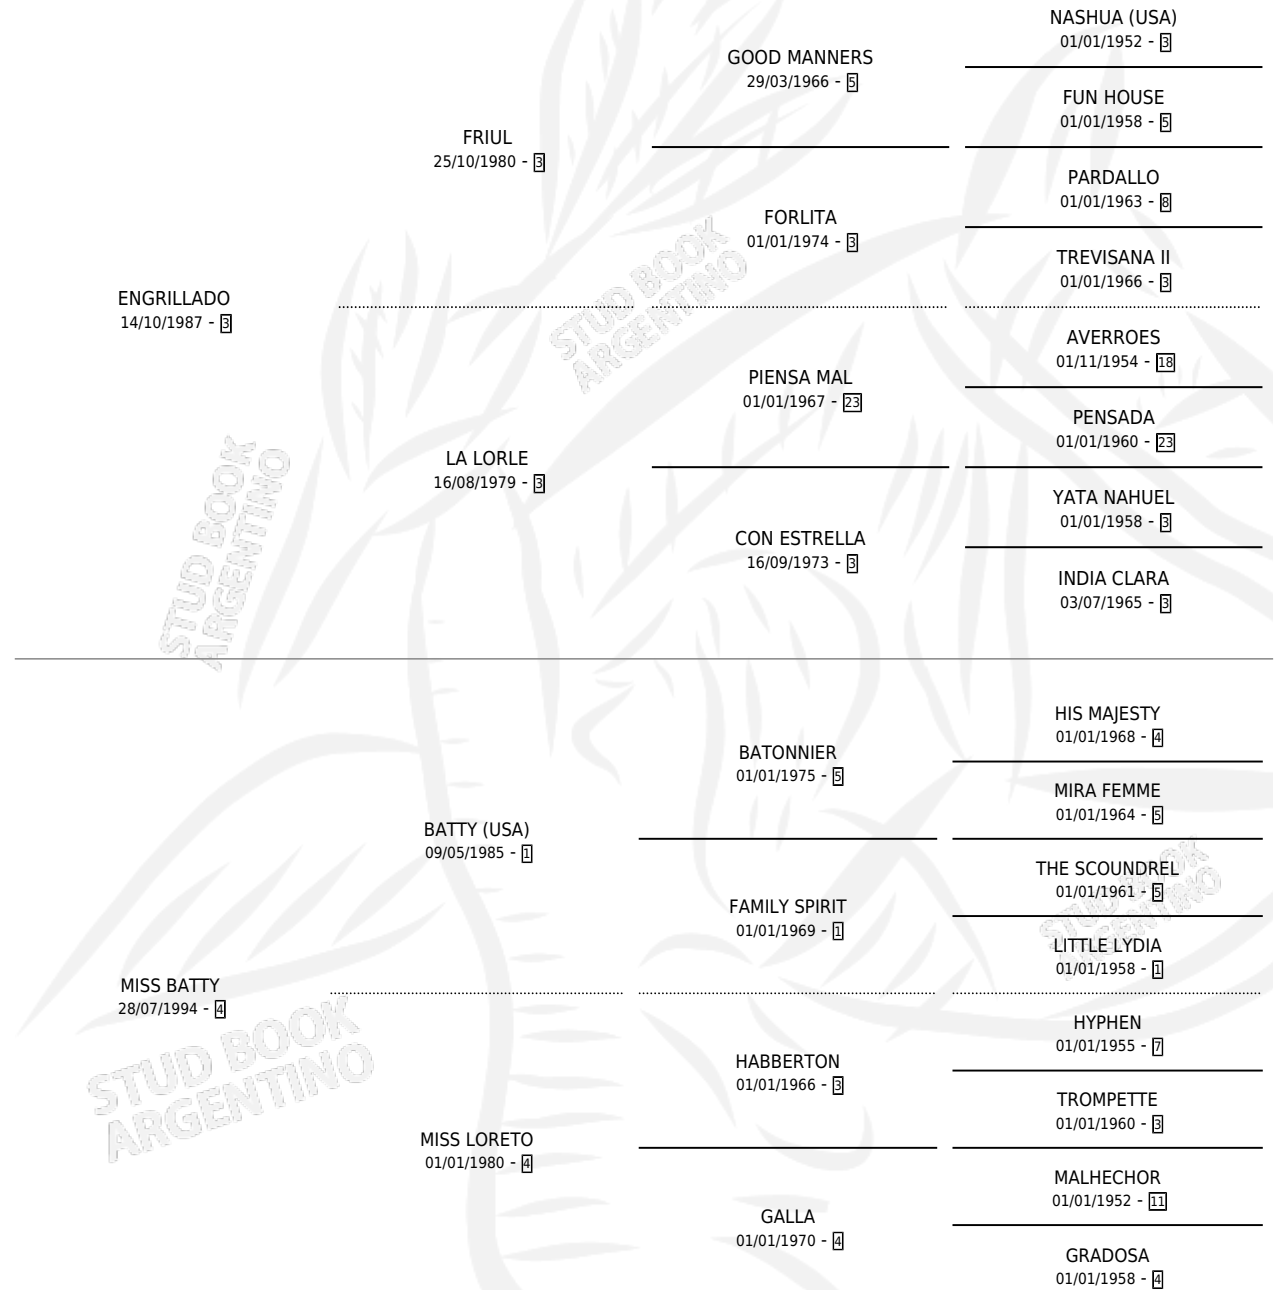 NASHUA (USA)
01/01/1952 - 3
GOOD MANNERS
29/03/1966 - 5
FUN HOUSE
01/01/1958 - 5
FRIUL
25/10/1980 - 3
PARDALLO
01/01/1963 - 8
FORLITA
01/01/1974 - 3
TREVISANA II
01/01/1966 - 3
ENGRILLADO
14/10/1987 - 3
AVERROES
01/11/1954 - 18
PIENSA MAL
01/01/1967 - 23
PENSADA
01/01/1960 - 23
LA LORLE
16/08/1979 - 3
YATA NAHUEL
01/01/1958 - 3
CON ESTRELLA
16/09/1973 - 3
INDIA CLARA
03/07/1965 - 3
HIS MAJESTY
01/01/1968 - 4
BATONNIER
01/01/1975 - 5
MIRA FEMME
01/01/1964 - 5
BATTY (USA)
09/05/1985 - 1
THE SCOUNDREL
01/01/1961 - 5
FAMILY SPIRIT
01/01/1969 - 1
LITTLE LYDIA
01/01/1958 - 1
MISS BATTY
28/07/1994 - 4
HYPHEN
01/01/1955 - 7
HABBERTON
01/01/1966 - 3
TROMPETTE
01/01/1960 - 3
MISS LORETO
01/01/1980 - 4
MALHECHOR
01/01/1952 - 11
GALLA
01/01/1970 - 4
GRADOSA
01/01/1958 - 4
STUD BOOK
ARGENTINO
STUD BOOK
ARGENTINO
STUD BOOK
ARGENTINO
STUD BOOK
ARGENTINO